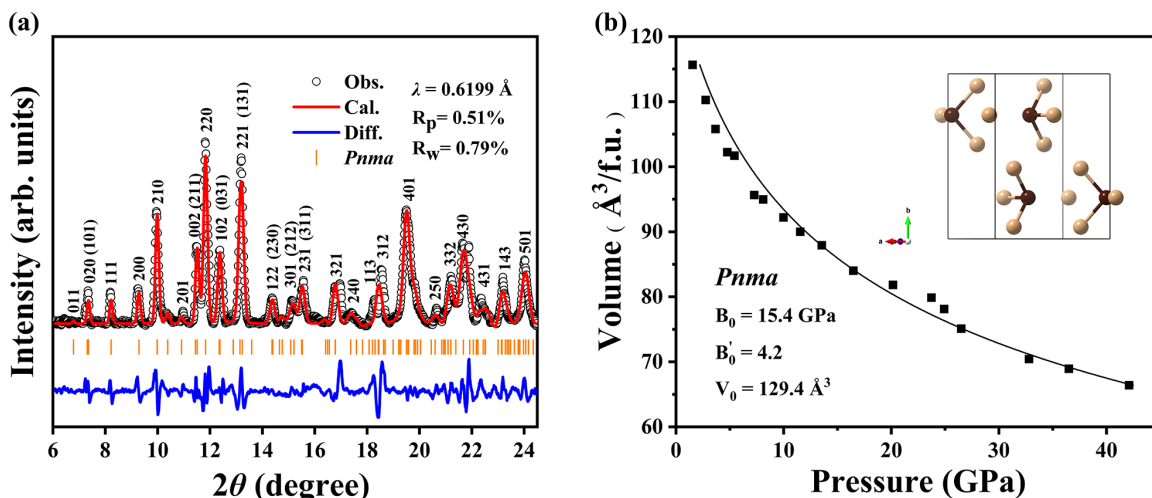 (a)
Intensity (arb. units)
Obs.
Cal.
Diff.
Pnma
λ = 0.6199 Å
Rp= 0.51%
Rw= 0.79%
011
020 (101)
111
200
210
201
002 (211)
220
102 (031)
221 (131)
122 (230)
301 (212)
231 (311)
321
240
113
312
401
250
332
430
431
143
501
6 8 10 12 14 16 18 20 22 24
2θ (degree)
(b)
Volume ( Å3/f.u.)
120
110
100
90
80
70
60
b
a
Pnma
B0 = 15.4 GPa
B0' = 4.2
V0 = 129.4 Å3
0 10 20 30 40
Pressure (GPa)